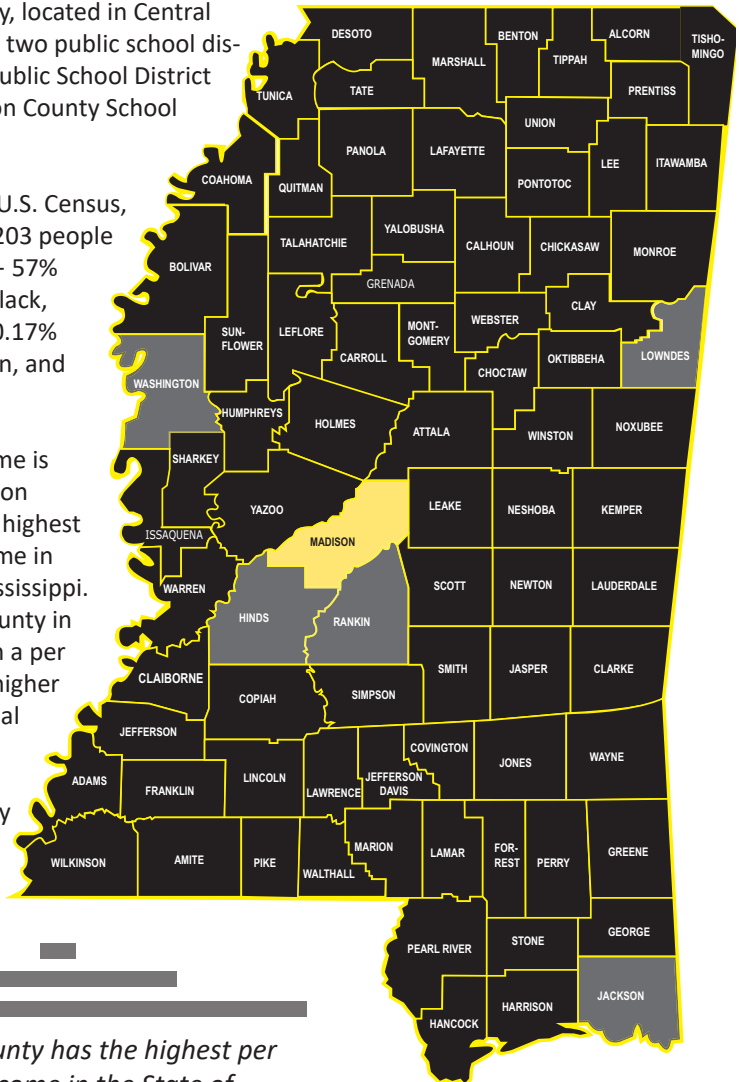 y, located in Central
two public school dis-
ublic School District
on County School
U.S. Census,
203 people
- 57%
lack,
0.17%
n, and
me is
on
highest
me in
ississippi.
unty in
h a per
higher
al
y
unty has the highest per
come in the State of
DESOTO
MARSHALL
BENTON
TIPPAH
ALCORN
TISHO-
MINGO
TUNICA
TATE
PRENTISS
UNION
PANOLA
LAFAYETTE
LEE
ITAWAMBA
COAHOMA
QUITMAN
PONTOTOC
TALAHATCHIE
YALOBUSHA
CALHOUN
CHICKASAW
MONROE
BOLIVAR
GRENADA
CLAY
SUN-
FLOWER
LEFLORE
MONT-
GOMERY
WEBSTER
CARROLL
CHOCTAW
OKTIBBEHA
LOWNDES
WASHINGTON
HUMPHREYS
HOLMES
ATTALA
WINSTON
NOXUBEE
SHARKEY
YAZOO
LEAKE
NESHOBA
KEMPER
ISSAQUENA
MADISON
WARREN
SCOTT
NEWTON
LAUDERDALE
HINDS
RANKIN
CLAIBORNE
SMITH
JASPER
CLARKE
COPIAH
SIMPSON
JEFFERSON
COVINGTON
JONES
WAYNE
ADAMS
FRANKLIN
LINCOLN
LAWRENCE
JEFFERSON
DAVIS
WILKINSON
AMITE
PIKE
WALTHALL
MARION
LAMAR
FOR-
REST
PERRY
GREENE
PEARL RIVER
STONE
GEORGE
HANCOCK
HARRISON
JACKSON